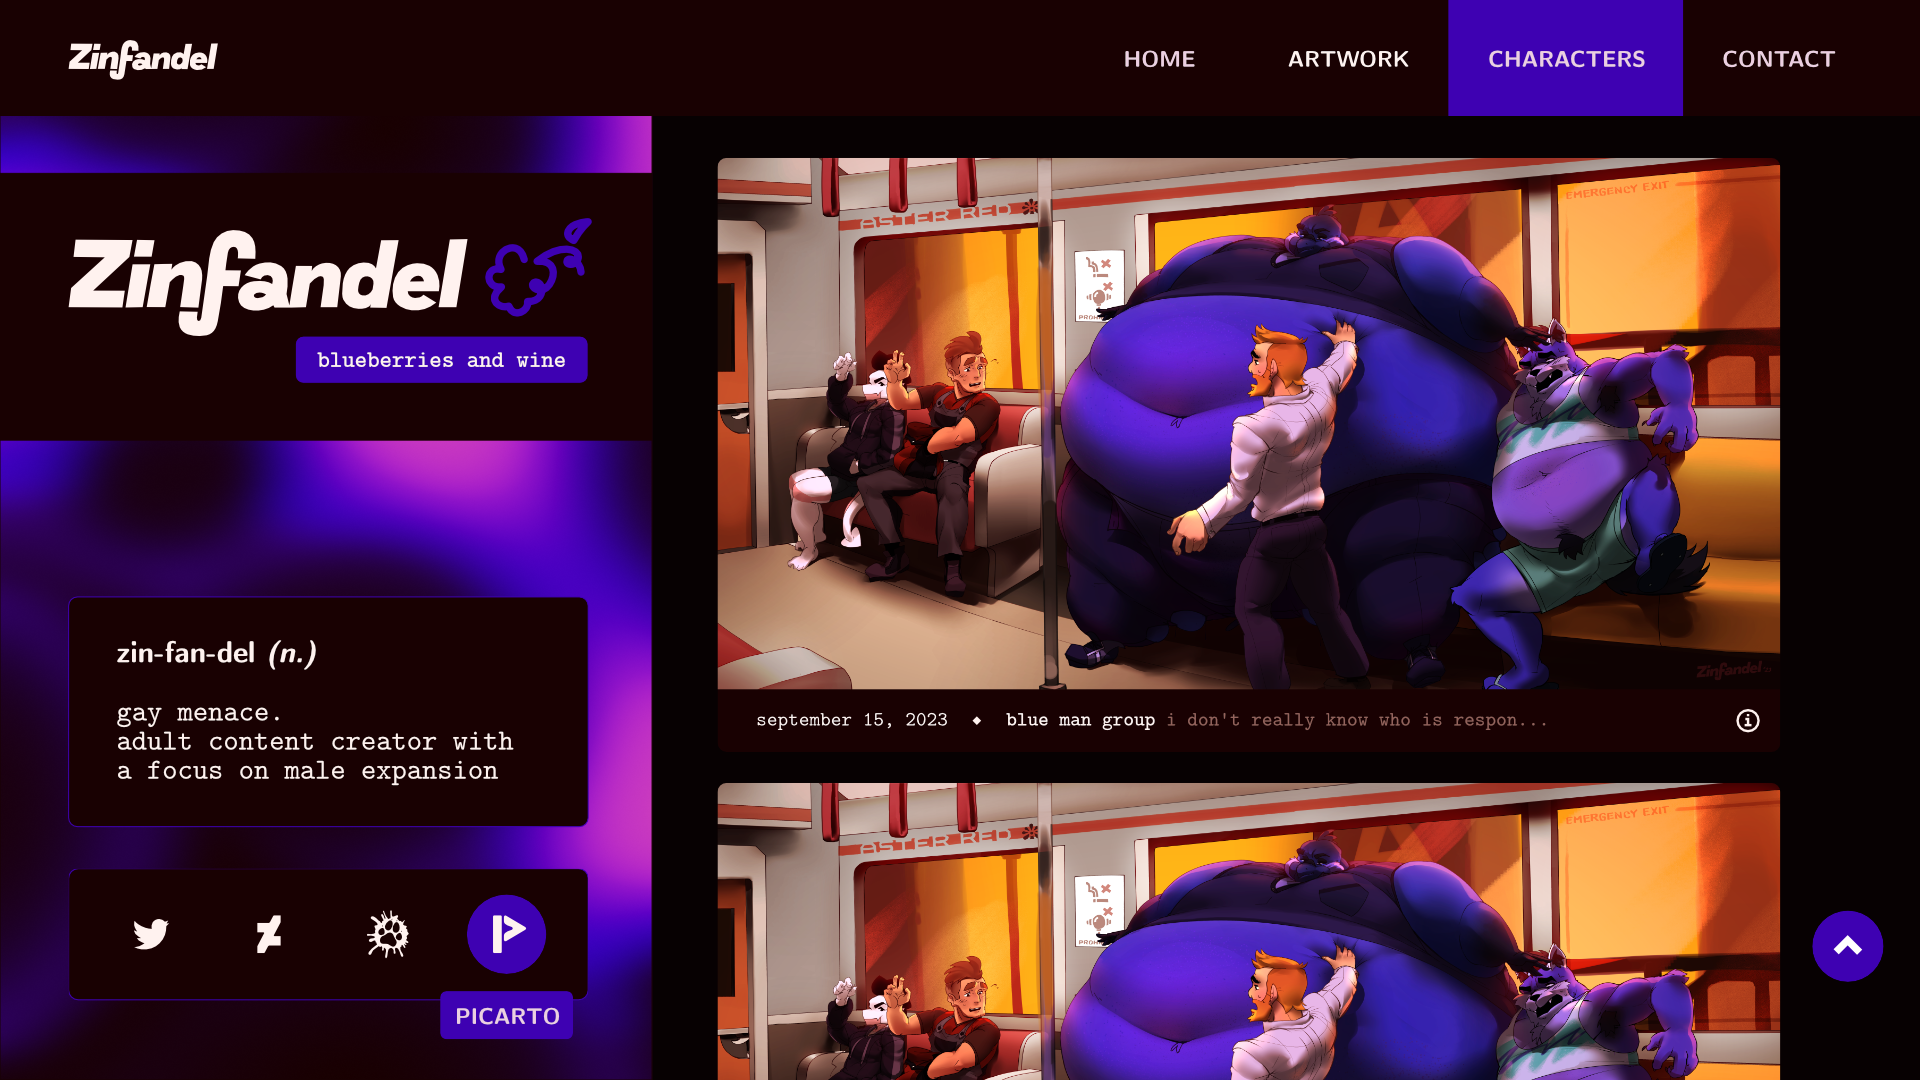 Zinfandel
HOME
ARTWORK
CHARACTERS
CONTACT
Zinfandel
blueberries and wine
zin-fan-del (n.)
gay menace.
adult content creator with
a focus on male expansion
PICARTO
ASTER RED
EMERGENCY EXIT
Zinfandel
september 15, 2023 ◆ blue man group i don't really know who is respon...
ASTER RED
EMERGENCY EXIT